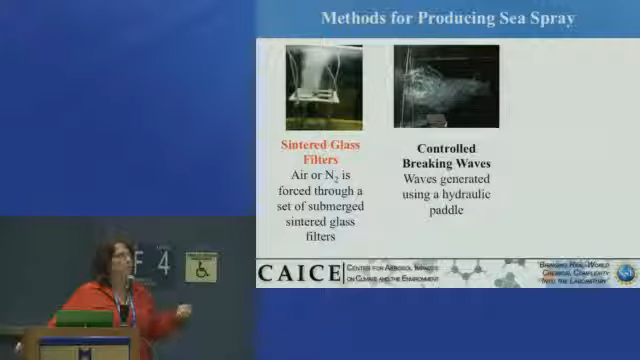 Methods for Producing Sea Spray
Sintered Glass
Filters
Air or N₂ is
forced through a
set of submerged
sintered glass
filters
Controlled
Breaking Waves
Waves generated
using a hydraulic
paddle
CAICE
CENTER FOR AEROSOL IMPACTS
ON CLIMATE AND THE ENVIRONMENT
BRINGING REAL-WORLD
CHEMICAL COMPLEXITY
INTO THE LABORATORY
4